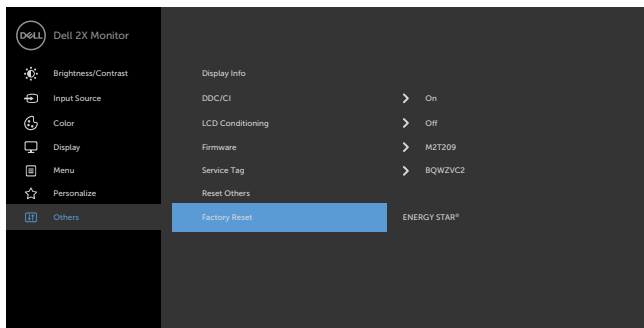 DELL Dell 2X Monitor
Brightness/Contrast Display Info
Input Source DDC/CI On
Color LCD Conditioning Off
Display Firmware M2T209
Menu Service Tag BQWZVC2
Personalize Reset Others
Others Factory Reset ENERGY STAR®